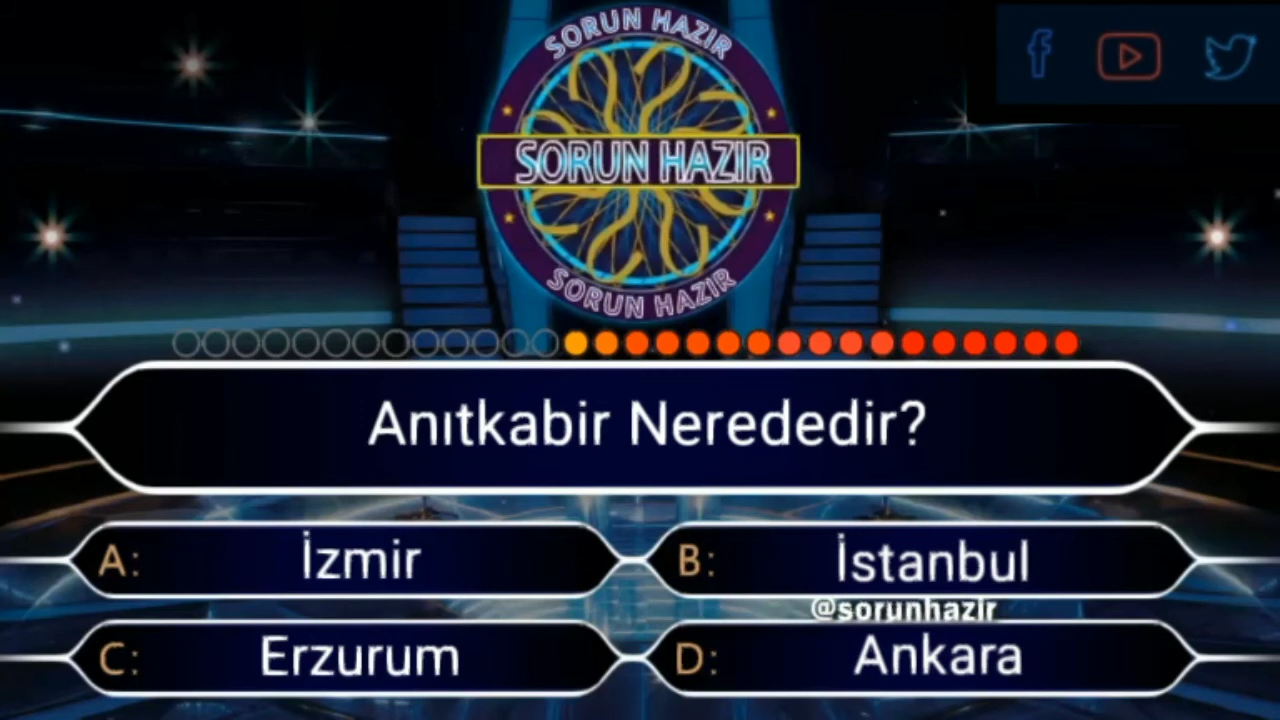 SORUN HAZIR
SORUN HAZIR
SORUN HAZIR
Anıtkabir Nerededir?
A: İzmir
B: İstanbul
@sorunhazir
C: Erzurum
D: Ankara